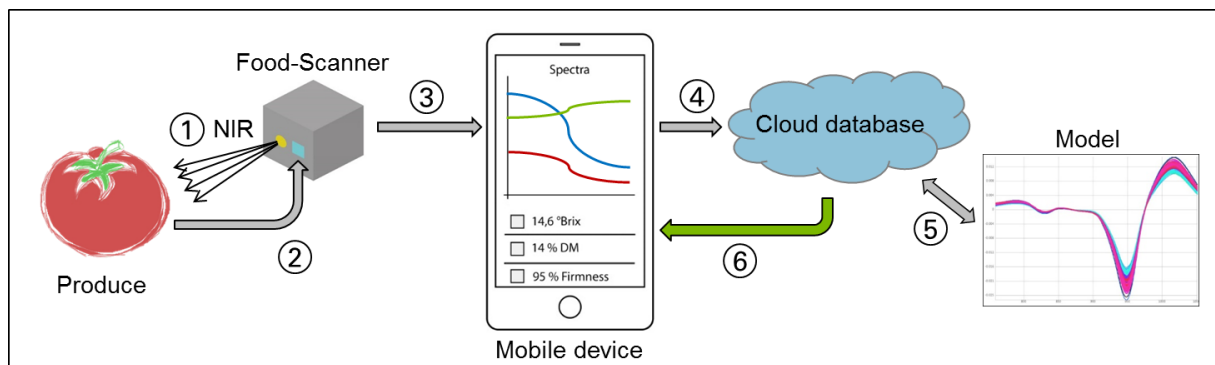 Food-Scanner
① NIR
②
③
Produce
Spectra
14,6 °Brix
14 % DM
95 % Firmness
Mobile device
④
Cloud database
⑤
⑥
Model